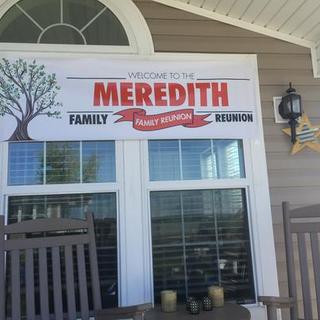 WELCOME TO THE
MEREDITH
FAMILY FAMILY REUNION REUNION